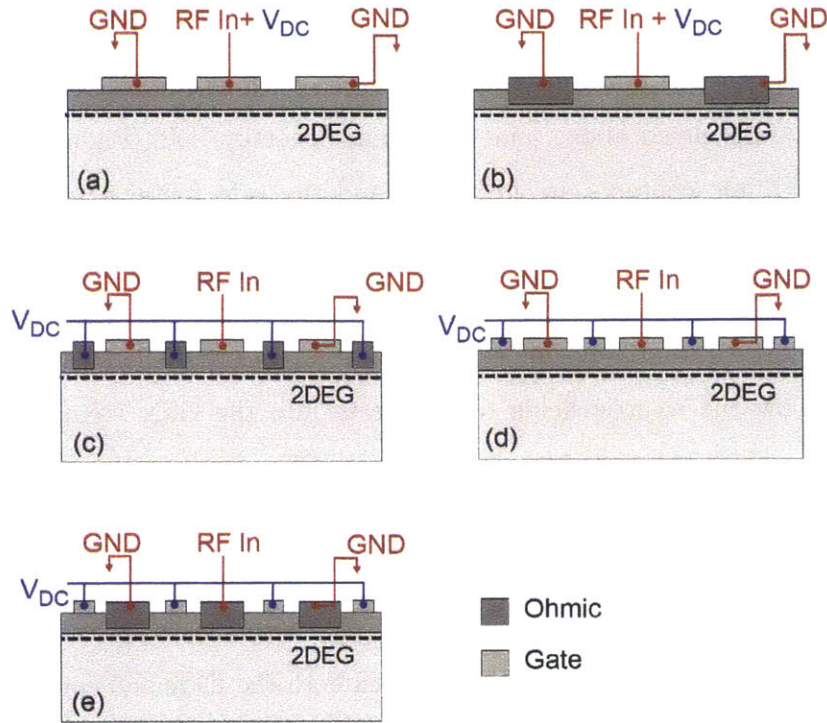 GND RF In+ V_DC GND
2DEG
(a)
GND RF In + V_DC GND
2DEG
(b)
GND RF In GND
V_DC
2DEG
(c)
GND RF In GND
V_DC
2DEG
(d)
GND RF In GND
V_DC
2DEG
(e)
Ohmic
Gate